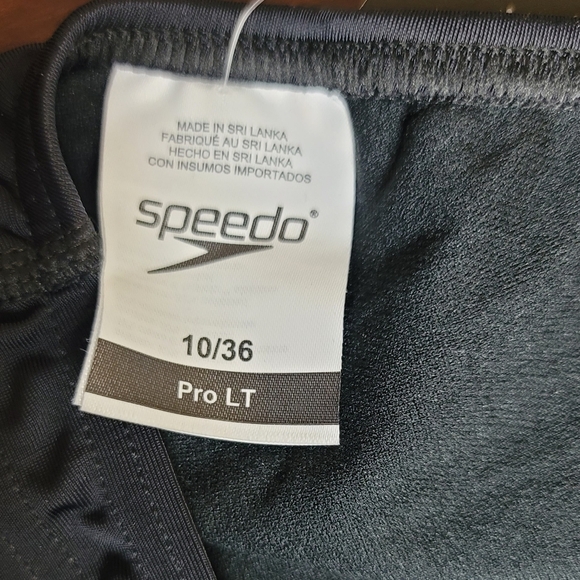 MADE IN SRI LANKA
FABRIQUÉ AU SRI LANKA
HECHO EN SRI LANKA
CON INSUMOS IMPORTADOS
speedo®
10/36
Pro LT